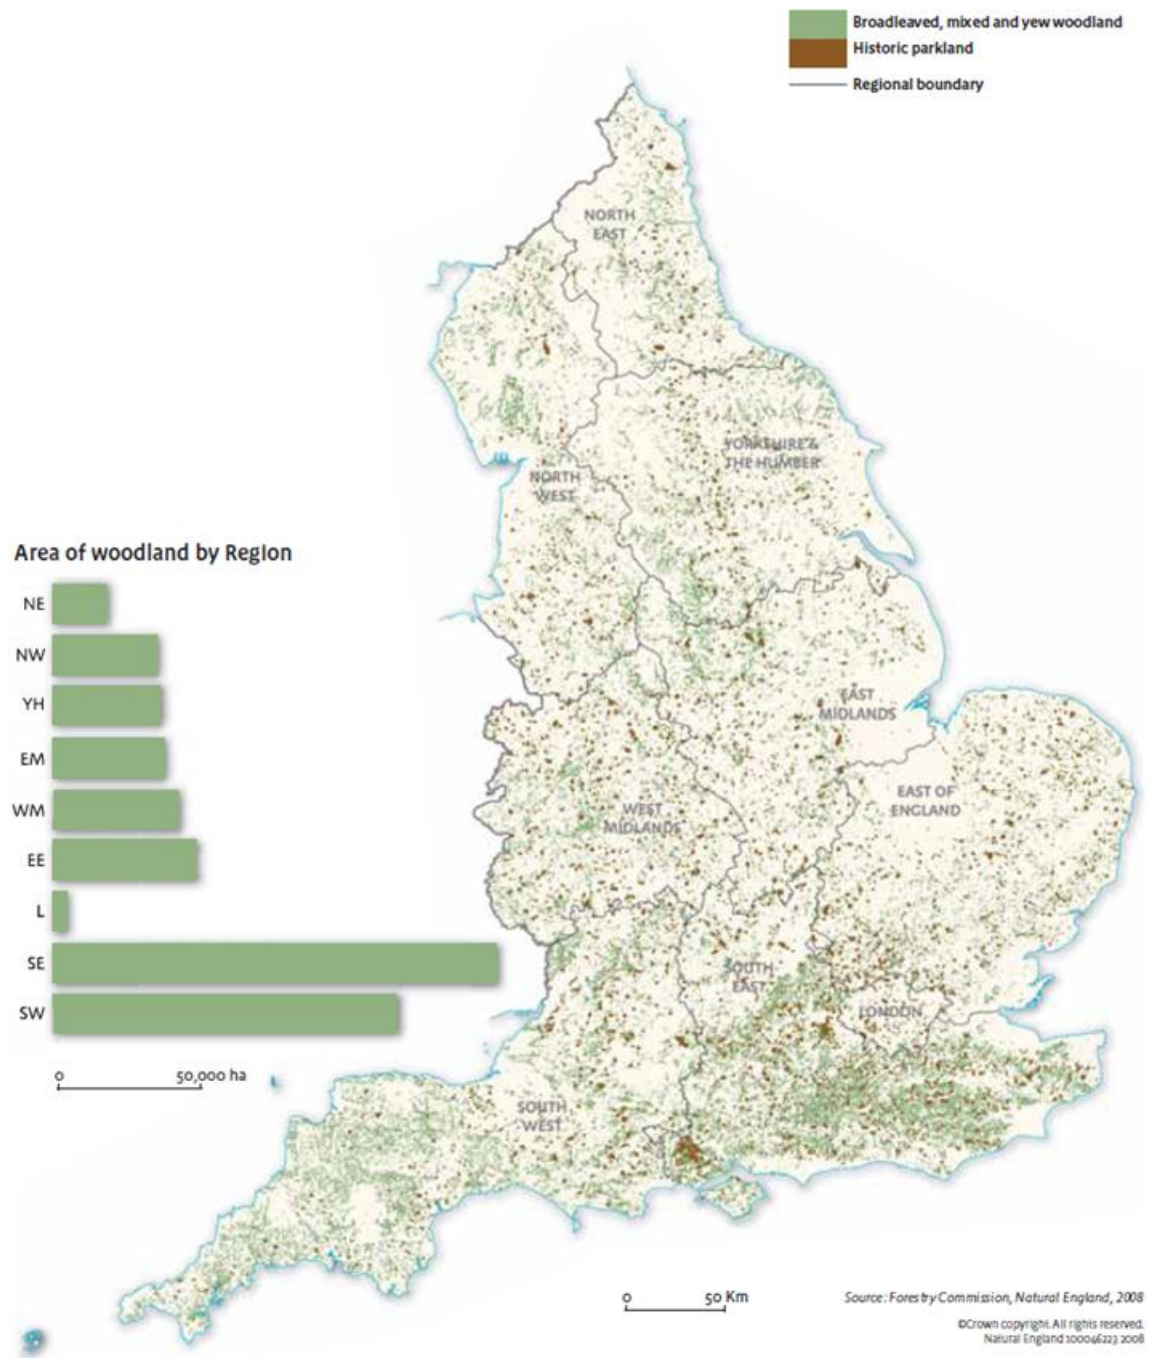 Broadleaved, mixed and yew woodland
Historic parkland
Regional boundary
NORTH
EAST
YORKSHIRE &
THE HUMBER
NORTH
WEST
Area of woodland by Region
NE
NW
YH
EM
WM
EE
L
SE
SW
0
50,000 ha
EAST
MIDLANDS
EAST OF
ENGLAND
WEST
MIDLANDS
SOUTH
EAST
LONDON
SOUTH
WEST
0
50 Km
Source: Forestry Commission, Natural England, 2008
©Crown copyright. All rights reserved.
Natural England 100046223 2008